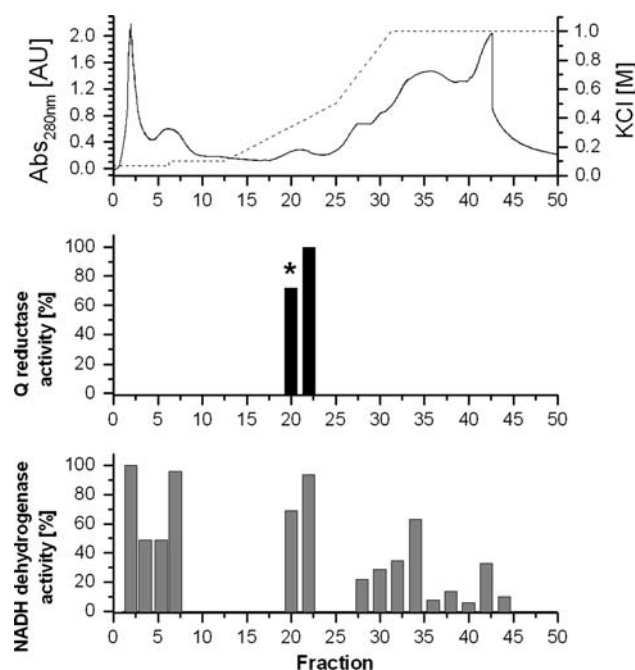 Abs280nm [AU]
2.0
1.6
1.2
0.8
0.4
0.0
1.0
0.8
0.6
0.4
0.2
0.0
KCl [M]
0 5 10 15 20 25 30 35 40 45 50
Q reductase
activity [%]
100
80
60
40
20
0
*
0 5 10 15 20 25 30 35 40 45 50
NADH dehydrogenase
activity [%]
100
80
60
40
20
0
0 5 10 15 20 25 30 35 40 45 50
Fraction